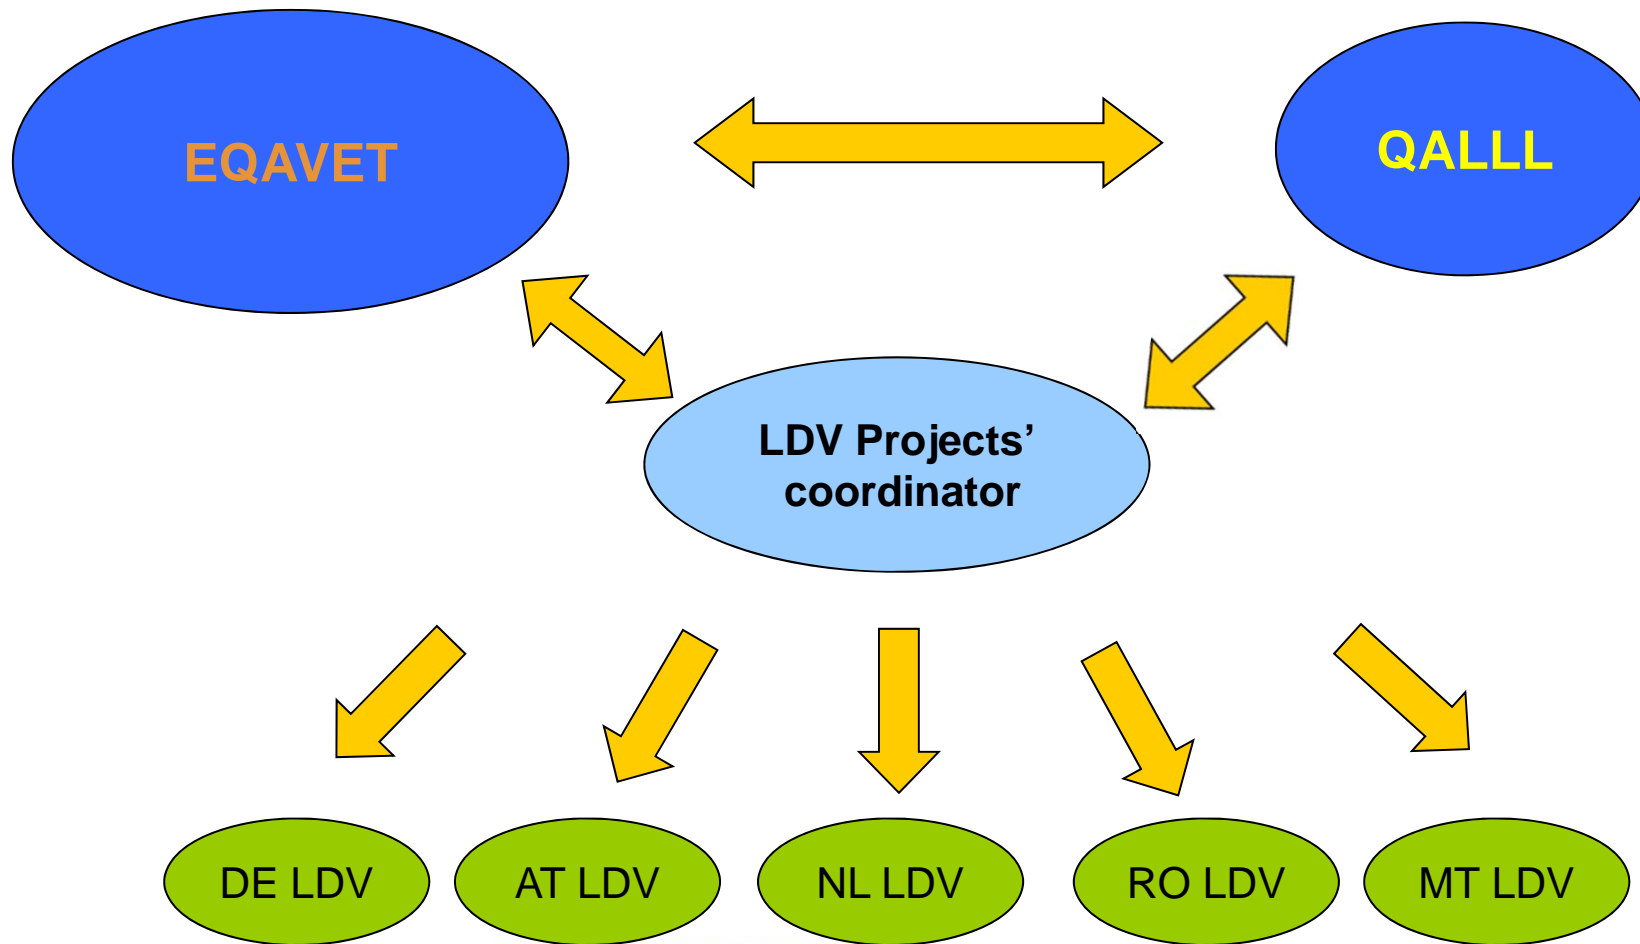 EQAVET
QALLL
LDV Projects’
coordinator
DE LDV
AT LDV
NL LDV
RO LDV
MT LDV